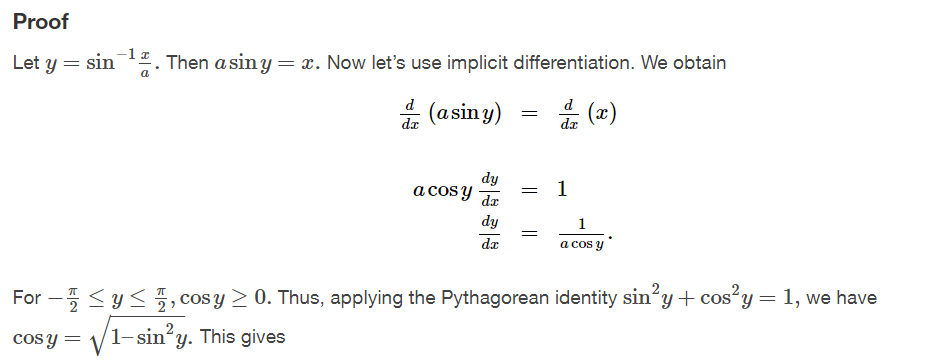 Proof
Let y = sin⁻¹ x/a. Then a sin y = x. Now let’s use implicit differentiation. We obtain
d/dx (a sin y) = d/dx (x)
a cos y dy/dx = 1
dy/dx = 1/(a cos y).
For −π/2 ≤ y ≤ π/2, cos y ≥ 0. Thus, applying the Pythagorean identity sin²y + cos²y = 1, we have
cos y = √(1−sin²y). This gives